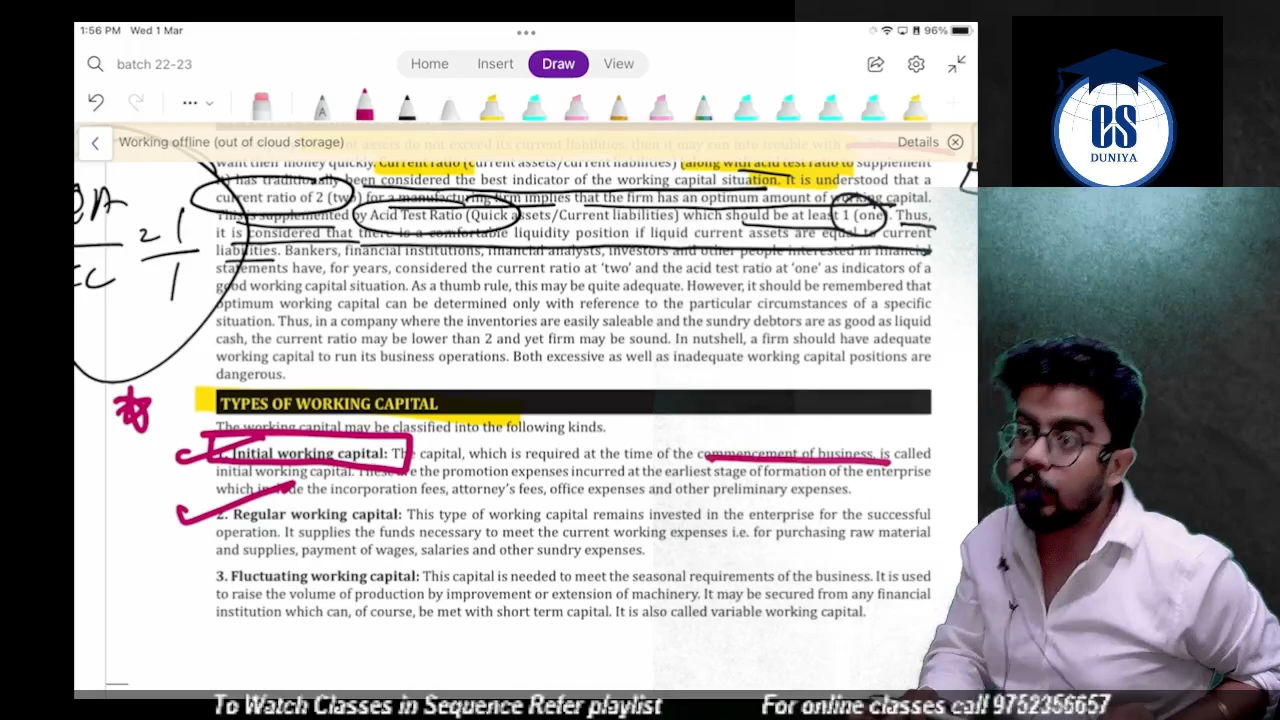 1:56 PM Wed 1 Mar
96%
batch 22-23
Home Insert Draw View
Working offline (out of cloud storage)
Details
want their money quickly. Current ratio (current assets/current liabilities) (along with acid test ratio to supplement
it) has traditionally been considered the best indicator of the working capital situation. It is understood that a
current ratio of 2 (two) for a manufacturing firm implies that the firm has an optimum amount of working capital.
This is supplemented by Acid Test Ratio (Quick assets/Current liabilities) which should be at least 1 (one). Thus,
it is considered that there is a comfortable liquidity position if liquid current assets are equal to current
liabilities. Bankers, financial institutions, financial analysts, investors and other people interested in financial
statements have, for years, considered the current ratio at 'two' and the acid test ratio at 'one' as indicators of a
good working capital situation. As a thumb rule, this may be quite adequate. However, it should be remembered that
optimum working capital can be determined only with reference to the particular circumstances of a specific
situation. Thus, in a company where the inventories are easily saleable and the sundry debtors are as good as liquid
cash, the current ratio may be lower than 2 and yet firm may be sound. In nutshell, a firm should have adequate
working capital to run its business operations. Both excessive as well as inadequate working capital positions are
dangerous.
TYPES OF WORKING CAPITAL
The working capital may be classified into the following kinds.
1. Initial working capital: The capital, which is required at the time of the commencement of business, is called
initial working capital. These are the promotion expenses incurred at the earliest stage of formation of the enterprise
which include the incorporation fees, attorney's fees, office expenses and other preliminary expenses.
2. Regular working capital: This type of working capital remains invested in the enterprise for the successful
operation. It supplies the funds necessary to meet the current working expenses i.e. for purchasing raw material
and supplies, payment of wages, salaries and other sundry expenses.
3. Fluctuating working capital: This capital is needed to meet the seasonal requirements of the business. It is used
to raise the volume of production by improvement or extension of machinery. It may be secured from any financial
institution which can, of course, be met with short term capital. It is also called variable working capital.
CS
DUNIYA
To Watch Classes in Sequence Refer playlist
For online classes call 9752356657